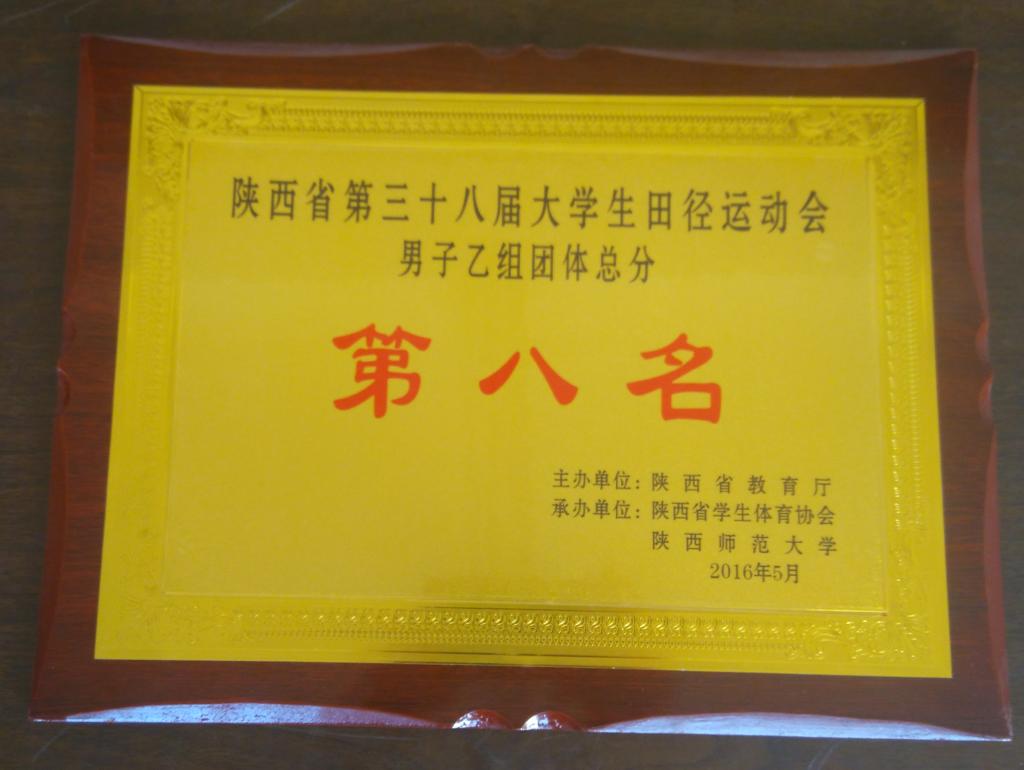 陕西省第三十八届大学生田径运动会
男子乙组团体总分
第八名
主办单位：陕西省教育厅
承办单位：陕西省学生体育协会
陕西师范大学
2016年5月